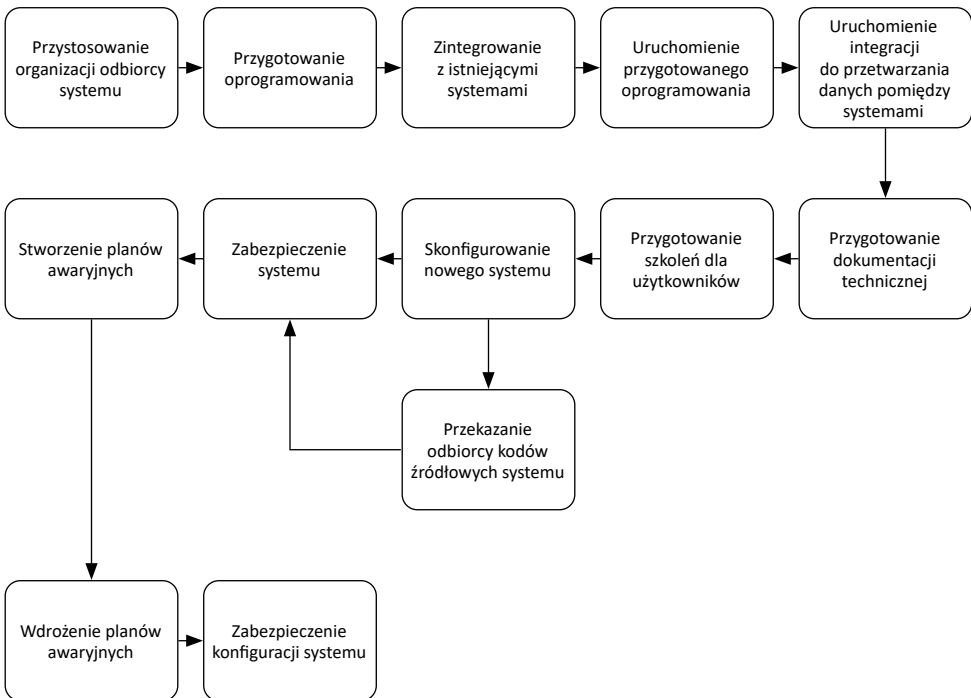 Przystosowanie
organizacji odbiorcy
systemu
Przygotowanie
oprogramowania
Zintegrowanie
z istniejącymi
systemami
Uruchomienie
przygotowanego
oprogramowania
Uruchomienie
integracji
do przetwarzania
danych pomiędzy
systemami
Stworzenie planów
awaryjnych
Zabezpieczenie
systemu
Skonfigurowanie
nowego systemu
Przygotowanie
szkoleń dla
użytkowników
Przygotowanie
dokumentacji
technicznej
Przekazanie
odbiorcy kodów
źródłowych systemu
Wdrożenie planów
awaryjnych
Zabezpieczenie
konfiguracji systemu